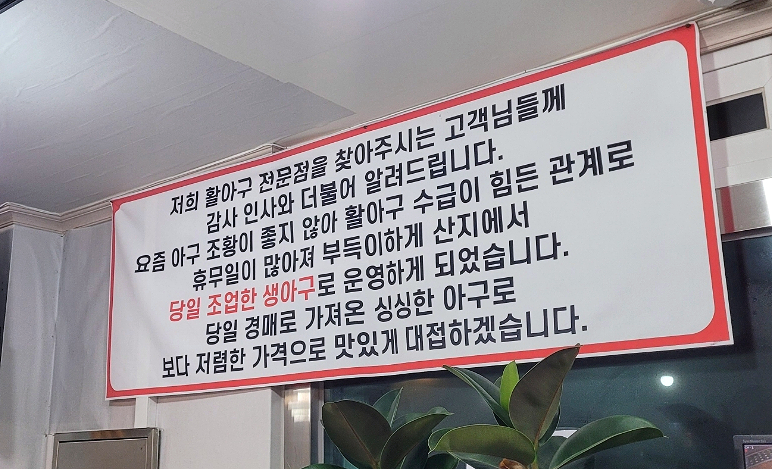 저희 활아구 전문점을 찾아주시는 고객님들께
감사 인사와 더불어 알려드립니다.
요즘 아구 조황이 좋지 않아 활아구 수급이 힘든 관계로
휴무일이 많아져 부득이하게 산지에서
당일 조업한 생아구로 운영하게 되었습니다.
당일 경매로 가져온 싱싱한 아구로
보다 저렴한 가격으로 맛있게 대접하겠습니다.